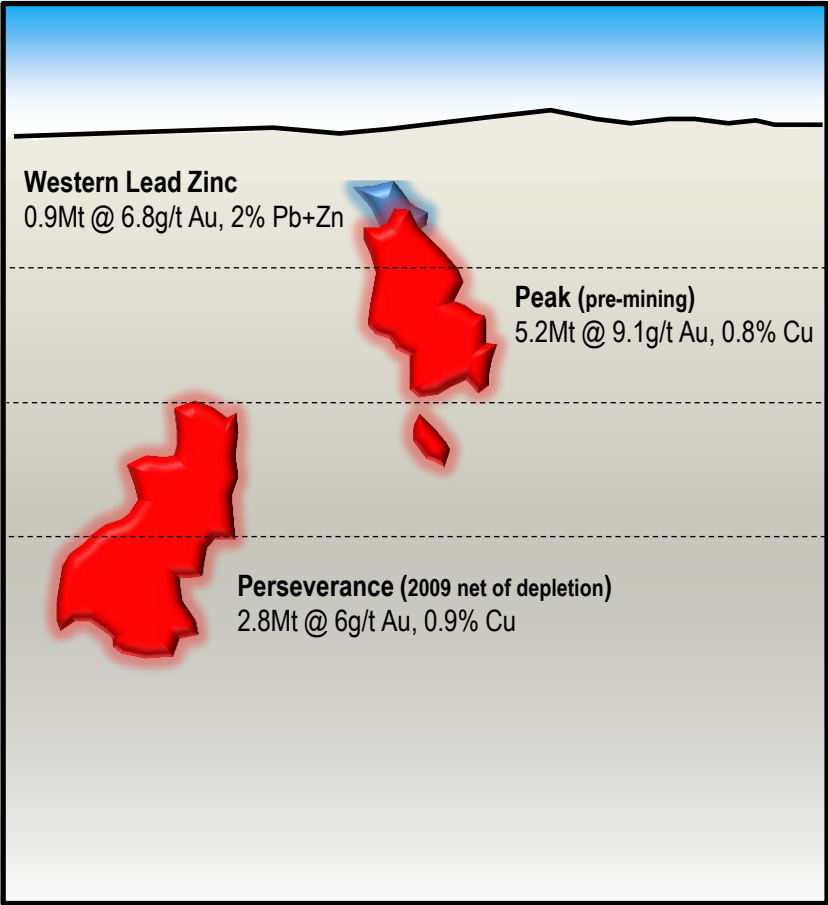 Western Lead Zinc
0.9Mt @ 6.8g/t Au, 2% Pb+Zn
Peak (pre-mining)
5.2Mt @ 9.1g/t Au, 0.8% Cu
Perseverance (2009 net of depletion)
2.8Mt @ 6g/t Au, 0.9% Cu